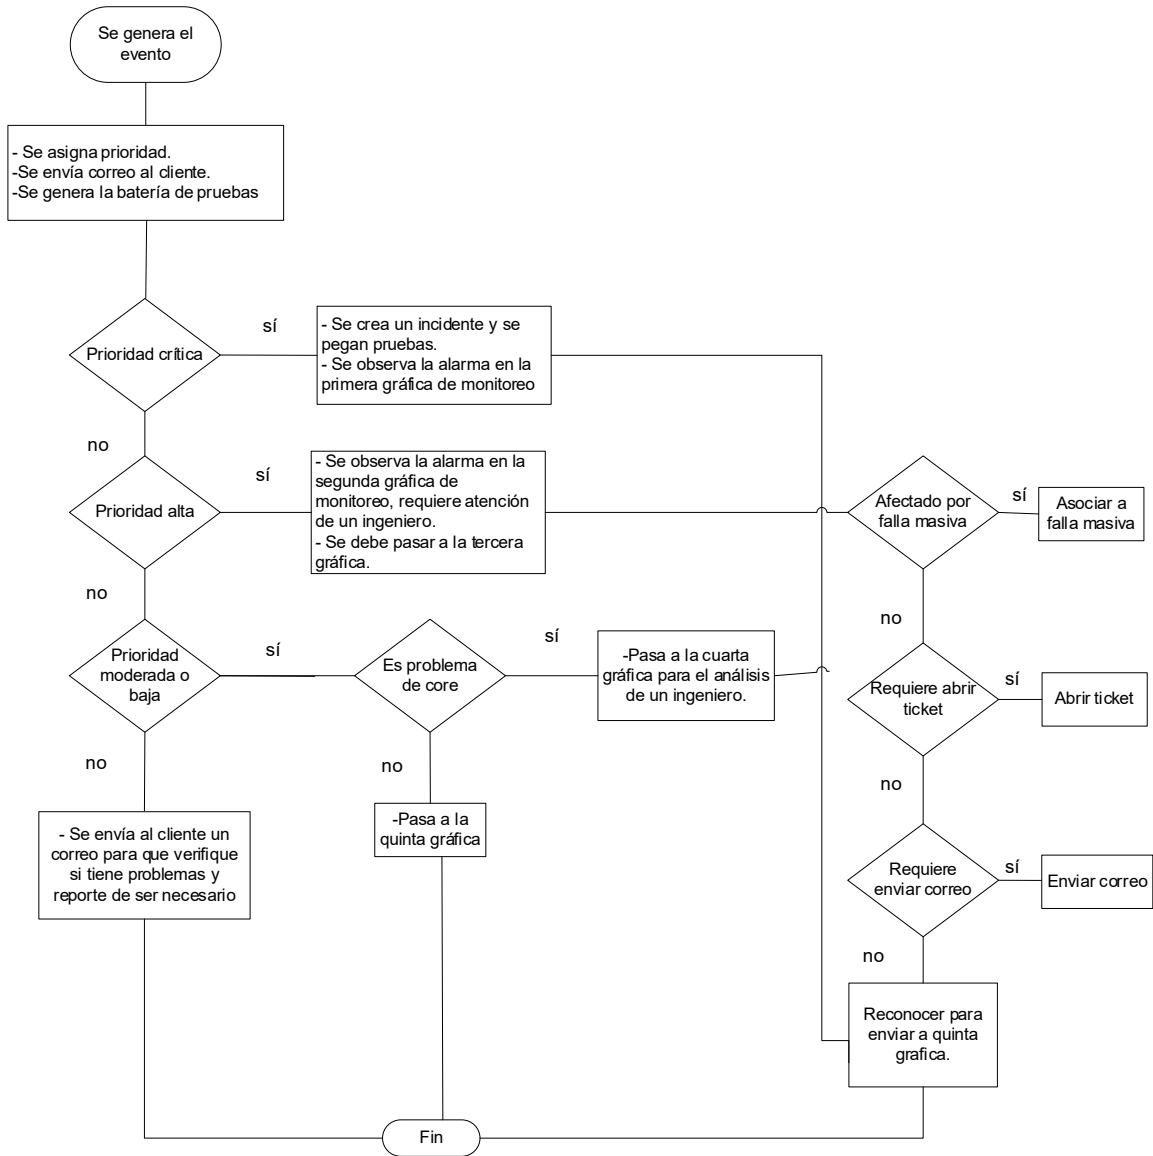 Se genera el
evento
- Se asigna prioridad.
-Se envía correo al cliente.
-Se genera la batería de pruebas
Prioridad crítica
sí
- Se crea un incidente y se
pegan pruebas.
- Se observa la alarma en la
primera gráfica de monitoreo
no
Prioridad alta
sí
- Se observa la alarma en la
segunda gráfica de
monitoreo, requiere atención
de un ingeniero.
- Se debe pasar a la tercera
gráfica.
Afectado por
falla masiva
sí
Asociar a
falla masiva
no
no
Prioridad
moderada o
baja
sí
Es problema
de core
sí
-Pasa a la cuarta
gráfica para el análisis
de un ingeniero.
Requiere abrir
ticket
sí
Abrir ticket
no
no
no
- Se envía al cliente un
correo para que verifique
si tiene problemas y
reporte de ser necesario
-Pasa a la
quinta gráfica
Requiere
enviar correo
sí
Enviar correo
no
Reconocer para
enviar a quinta
grafica.
Fin